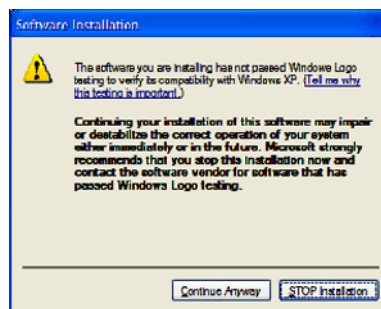 Software Installation
The software you are installing has not passed Windows Logo
testing to verify its compatibility with Windows XP. (Tell me why
this testing is important.)
Continuing your installation of this software may impair
or destabilize the correct operation of your system
either immediately or in the future. Microsoft strongly
recommends that you stop this installation now and
contact the software vendor for software that has
passed Windows Logo testing.
Continue Anyway
STOP Installation